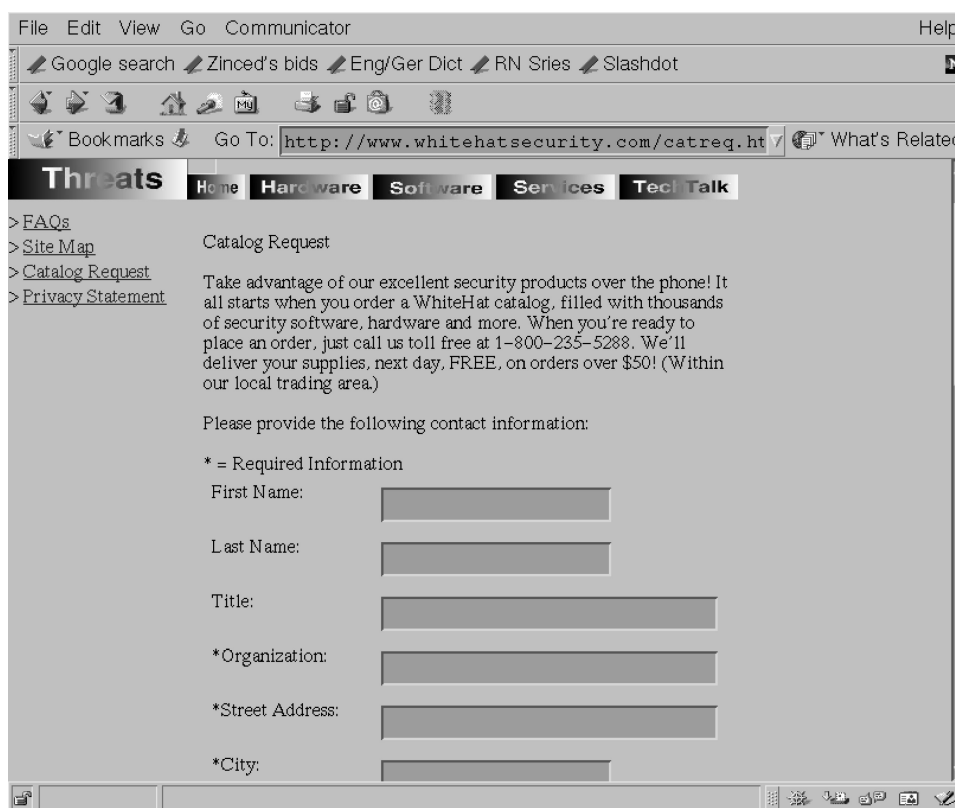 File Edit View Go Communicator Help
Google search Zinced's bids Eng/Ger Dict RN Sries Slashdot
My
Bookmarks Go To: http://www.whitehatsecurity.com/catreq.ht What's Related
Threats Home Hardware Software Services Tech Talk
> FAQs
> Site Map
> Catalog Request
> Privacy Statement
Catalog Request
Take advantage of our excellent security products over the phone! It
all starts when you order a WhiteHat catalog, filled with thousands
of security software, hardware and more. When you're ready to
place an order, just call us toll free at 1-800-235-5288. We'll
deliver your supplies, next day, FREE, on orders over $50! (Within
our local trading area.)
Please provide the following contact information:
* = Required Information
First Name:
Last Name:
Title:
*Organization:
*Street Address:
*City: